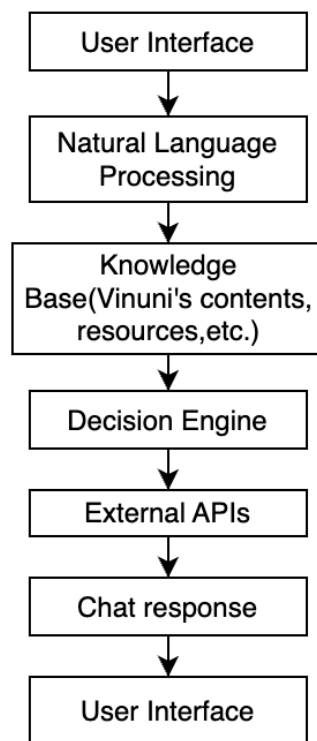 User Interface
Natural Language
Processing
Knowledge
Base(Vinuni's contents,
resources,etc.)
Decision Engine
External APIs
Chat response
User Interface